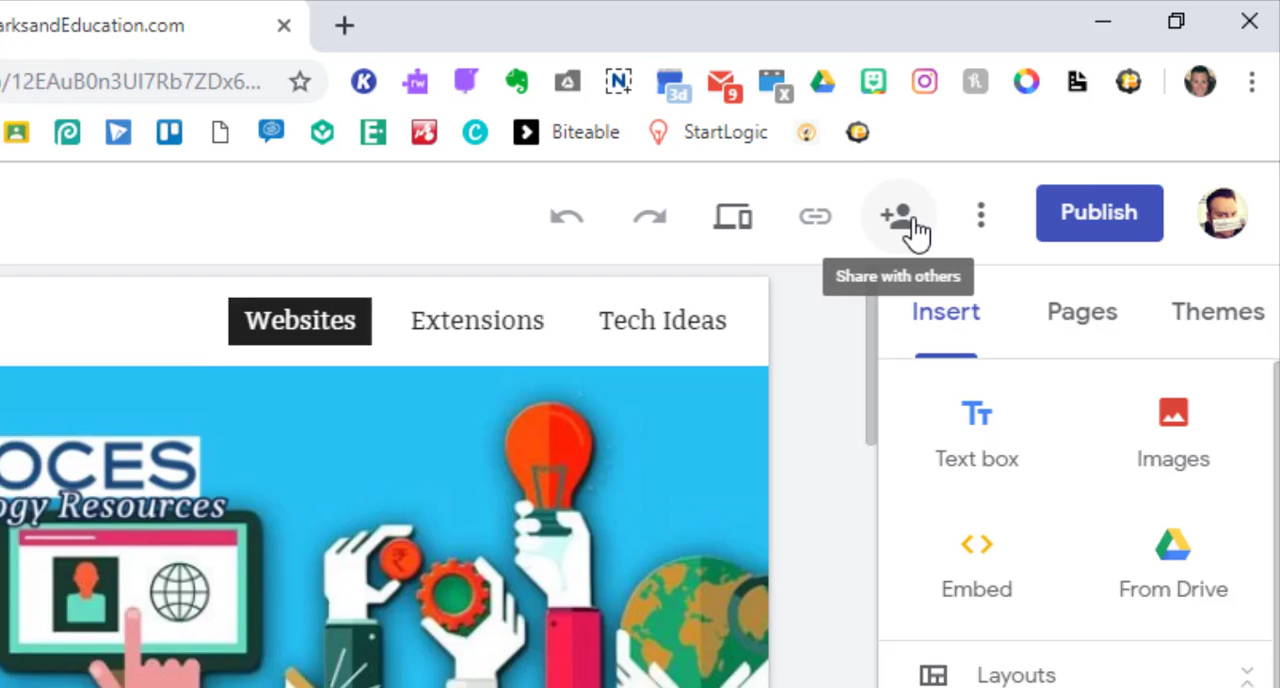 arksandEducation.com
/12EAuB0n3UI7Rb7ZDx6...
3d
9
X
Biteable
StartLogic
Publish
Share with others
Websites
Extensions
Tech Ideas
Insert
Pages
Themes
OCES
ogy Resources
Text box
Images
Embed
From Drive
Layouts